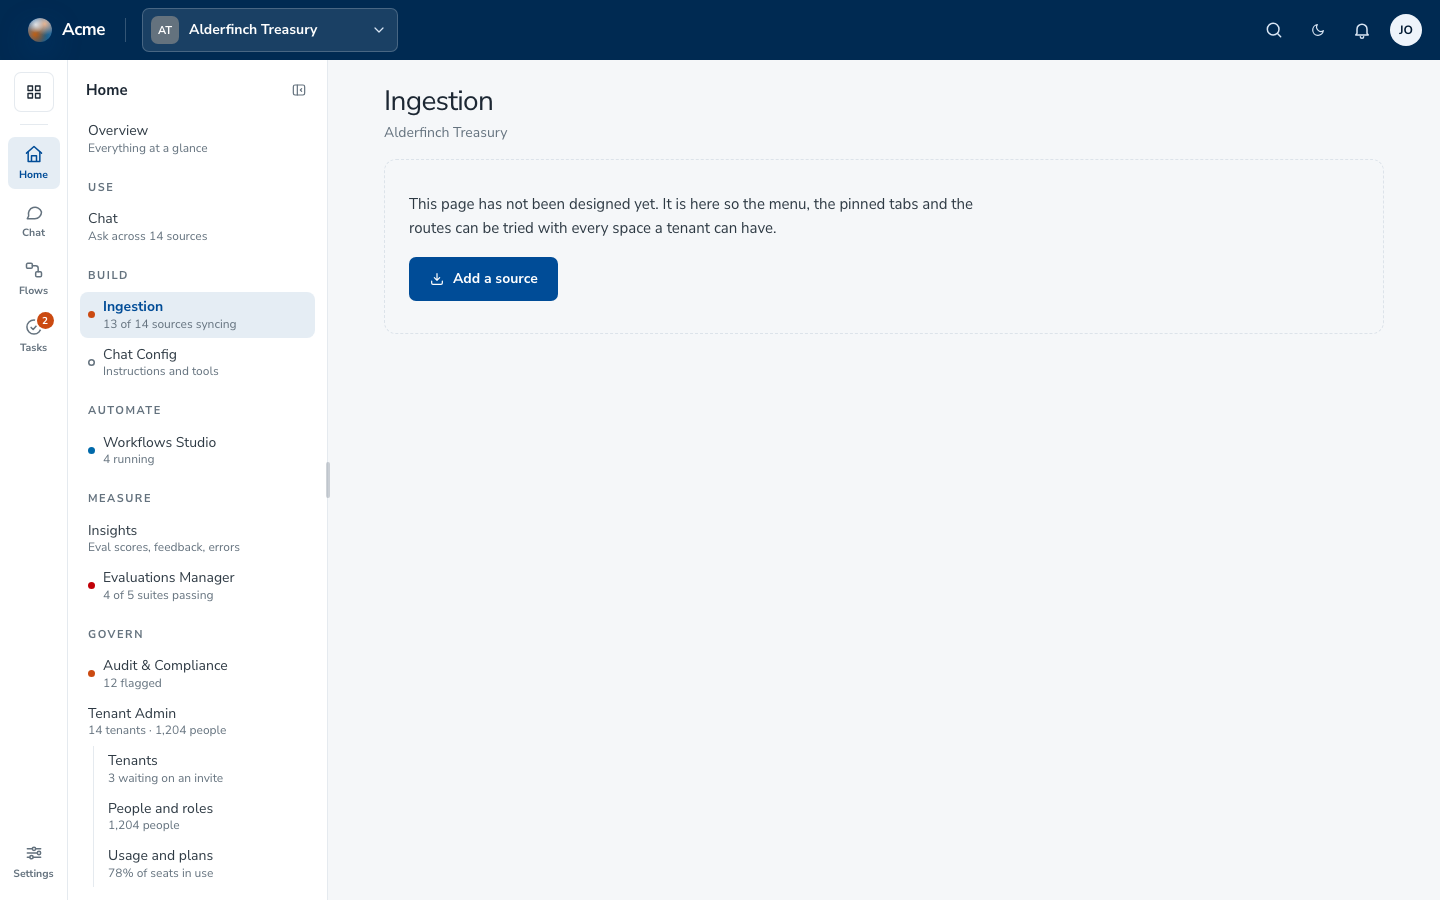 Acme
AT
Alderfinch Treasury
JO
Home
Chat
Flows
2
Tasks
Settings
Home
Overview
Everything at a glance
USE
Chat
Ask across 14 sources
BUILD
Ingestion
13 of 14 sources syncing
Chat Config
Instructions and tools
AUTOMATE
Workflows Studio
4 running
MEASURE
Insights
Eval scores, feedback, errors
Evaluations Manager
4 of 5 suites passing
GOVERN
Audit & Compliance
12 flagged
Tenant Admin
14 tenants · 1,204 people
Tenants
3 waiting on an invite
People and roles
1,204 people
Usage and plans
78% of seats in use
Ingestion
Alderfinch Treasury
This page has not been designed yet. It is here so the menu, the pinned tabs and the
routes can be tried with every space a tenant can have.
Add a source